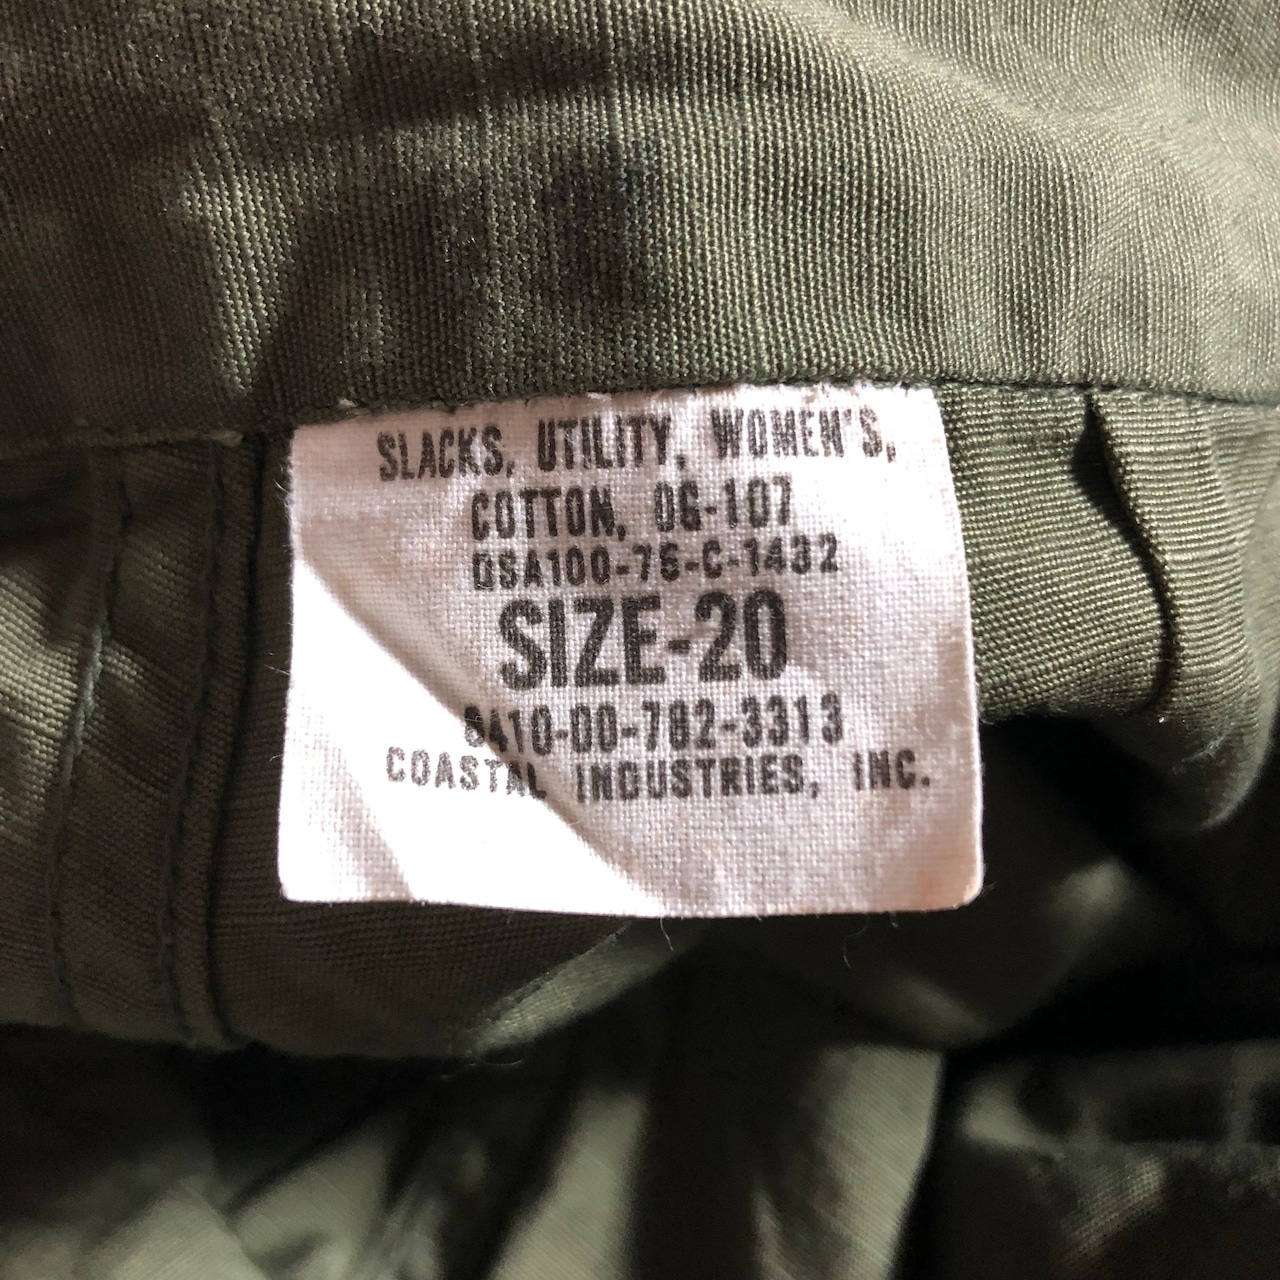 SLACKS, UTILITY, WOMEN'S,
COTTON, OG-107
DSA100-76-C-1432
SIZE-20
8410-00-782-3313
COASTAL INDUSTRIES, INC.